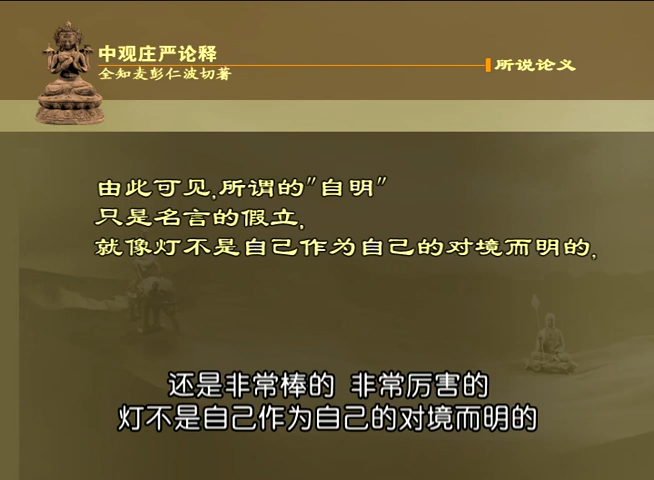 中观庄严论释
全知麦彭仁波切著
所说论义
由此可见,所谓的"自明"
只是名言的假立,
就像灯不是自己作为自己的对境而明的,
还是非常棒的 非常厉害的
灯不是自己作为自己的对境而明的